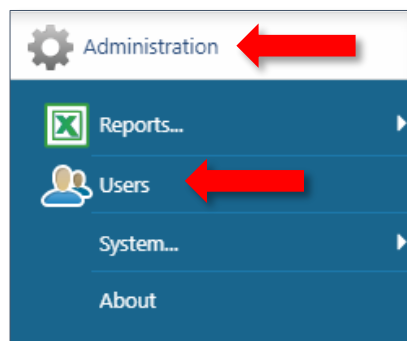 Administration
Reports...
Users
System...
About